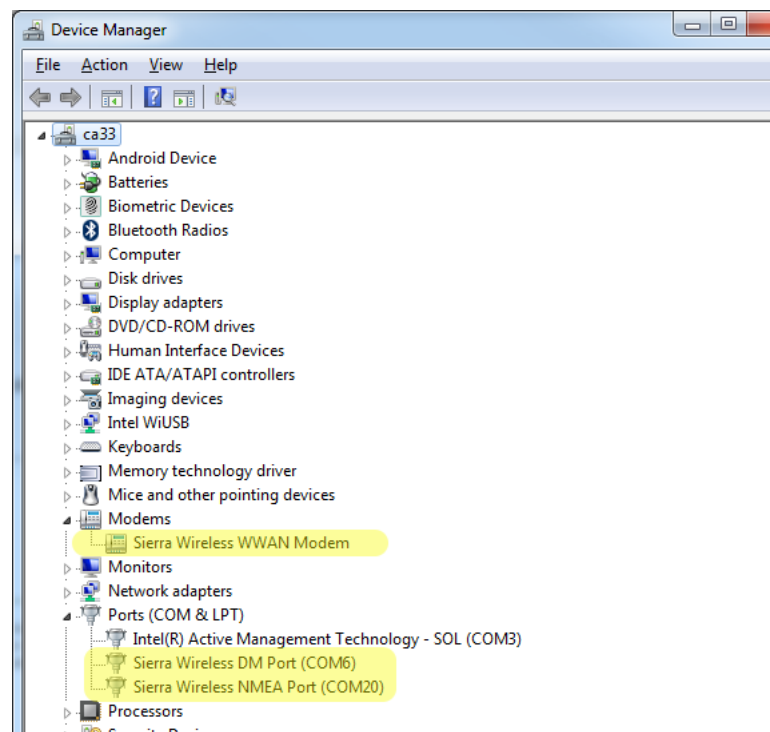 Device Manager
File Action View Help
ca33
Android Device
Batteries
Biometric Devices
Bluetooth Radios
Computer
Disk drives
Display adapters
DVD/CD-ROM drives
Human Interface Devices
IDE ATA/ATAPI controllers
Imaging devices
Intel WiUSB
Keyboards
Memory technology driver
Mice and other pointing devices
Modems
Sierra Wireless WWAN Modem
Monitors
Network adapters
Ports (COM & LPT)
Intel(R) Active Management Technology - SOL (COM3)
Sierra Wireless DM Port (COM6)
Sierra Wireless NMEA Port (COM20)
Processors